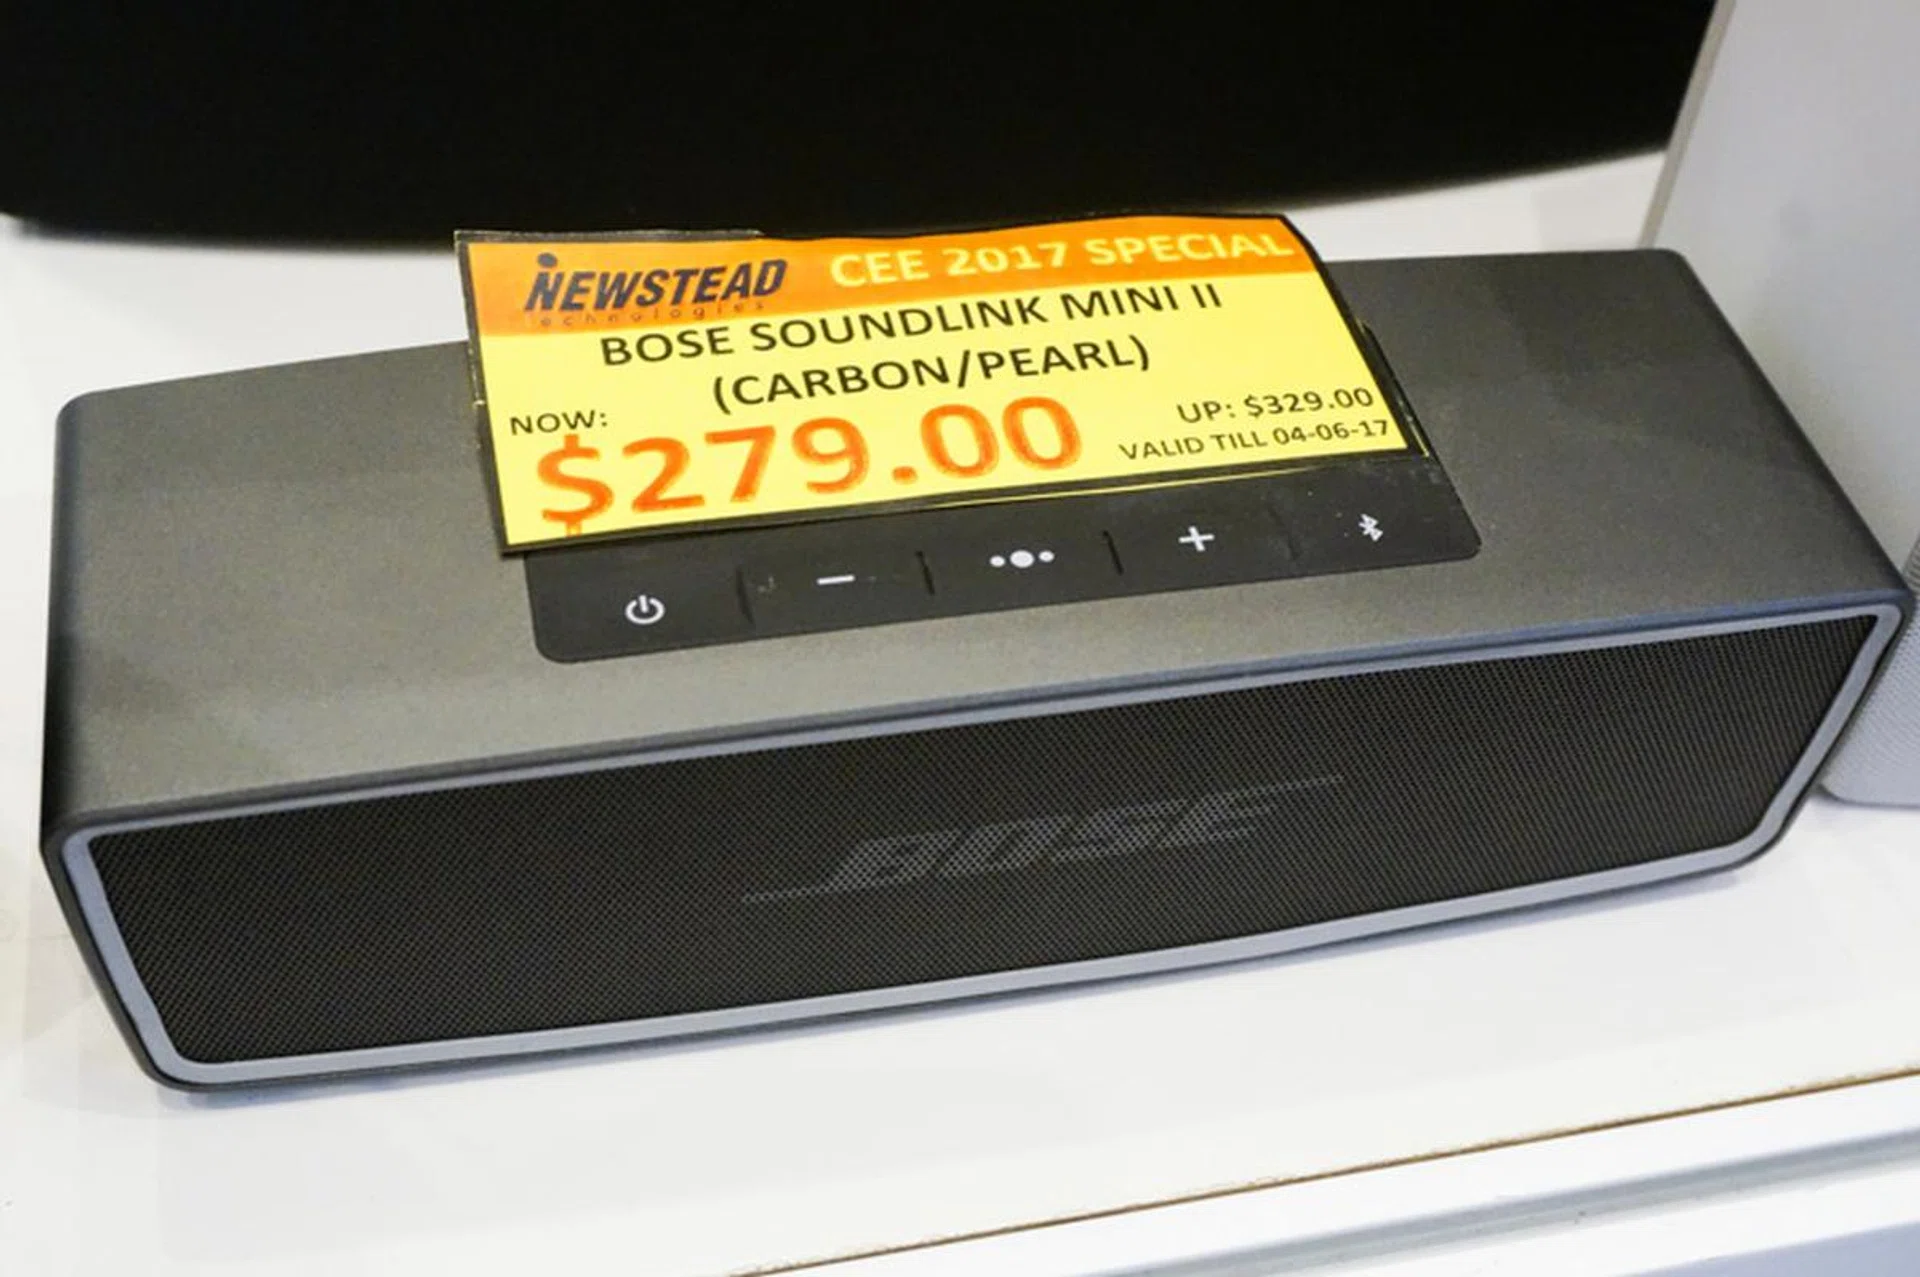 NEWSTEAD CEE 2017 SPECIAL
technologies
BOSE SOUNDLINK MINI II
(CARBON/PEARL)
NOW: UP: $329.00
$279.00 VALID TILL 04-06-17
BOSE